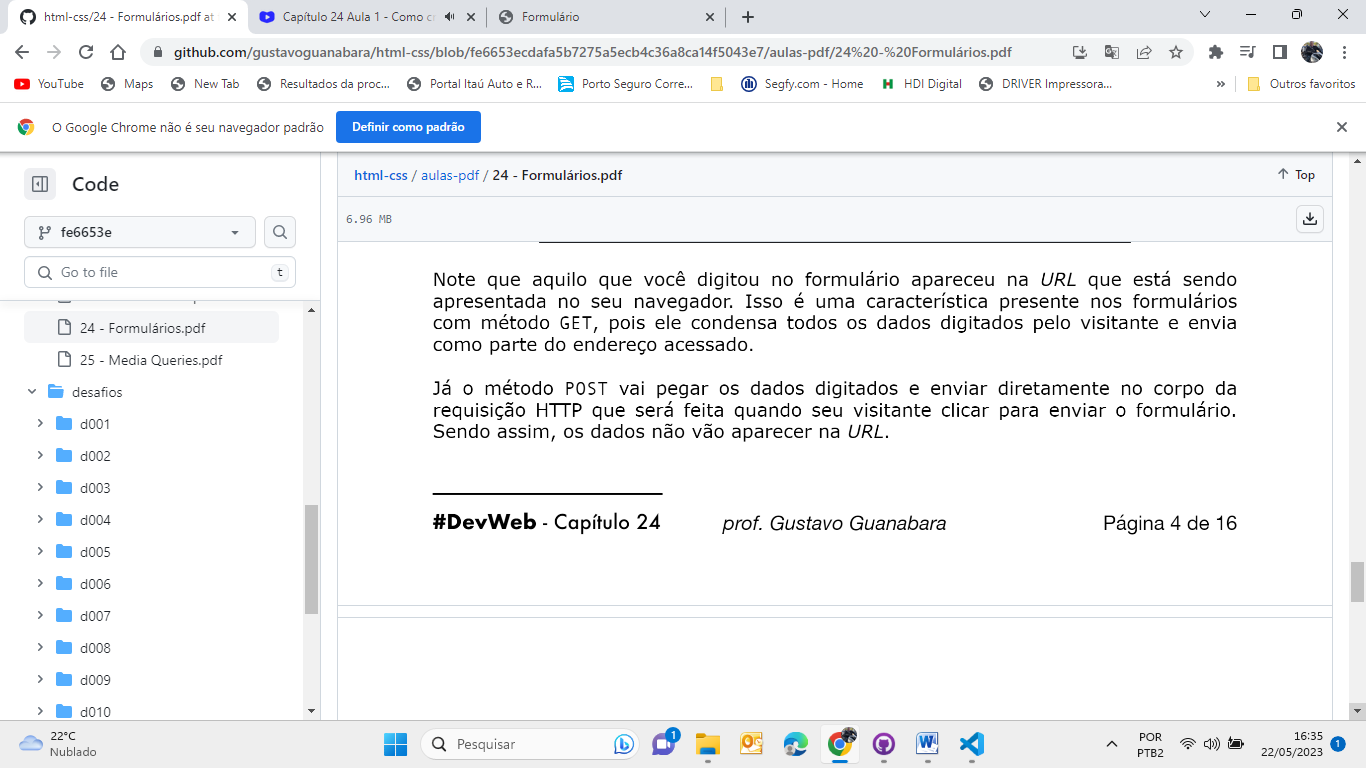 html-css/24 - Formulários.pdf at
Capítulo 24 Aula 1 - Como c
Formulário
github.com/gustavoguanabara/html-css/blob/fe6653ecdafa5b7275a5ecb4c36a8ca14f5043e7/aulas-pdf/24%20-%20Formulários.pdf
YouTube
Maps
New Tab
Resultados da proc...
Portal Itaú Auto e R...
Porto Seguro Corre...
Segfy.com - Home
HDI Digital
DRIVER Impressora...
»
Outros favoritos
O Google Chrome não é seu navegador padrão
Definir como padrão
Code
html-css / aulas-pdf / 24 - Formulários.pdf
Top
fe6653e
6.96 MB
Go to file
t
24 - Formulários.pdf
25 - Media Queries.pdf
desafios
d001
d002
d003
d004
d005
d006
d007
d008
d009
d010
Note que aquilo que você digitou no formulário apareceu na URL que está sendo
apresentada no seu navegador. Isso é uma característica presente nos formulários
com método GET, pois ele condensa todos os dados digitados pelo visitante e envia
como parte do endereço acessado.
Já o método POST vai pegar os dados digitados e enviar diretamente no corpo da
requisição HTTP que será feita quando seu visitante clicar para enviar o formulário.
Sendo assim, os dados não vão aparecer na URL.
#DevWeb - Capítulo 24
prof. Gustavo Guanabara
Página 4 de 16
22°C
Nublado
Pesquisar
1
POR
PTB2
16:35
22/05/2023
1